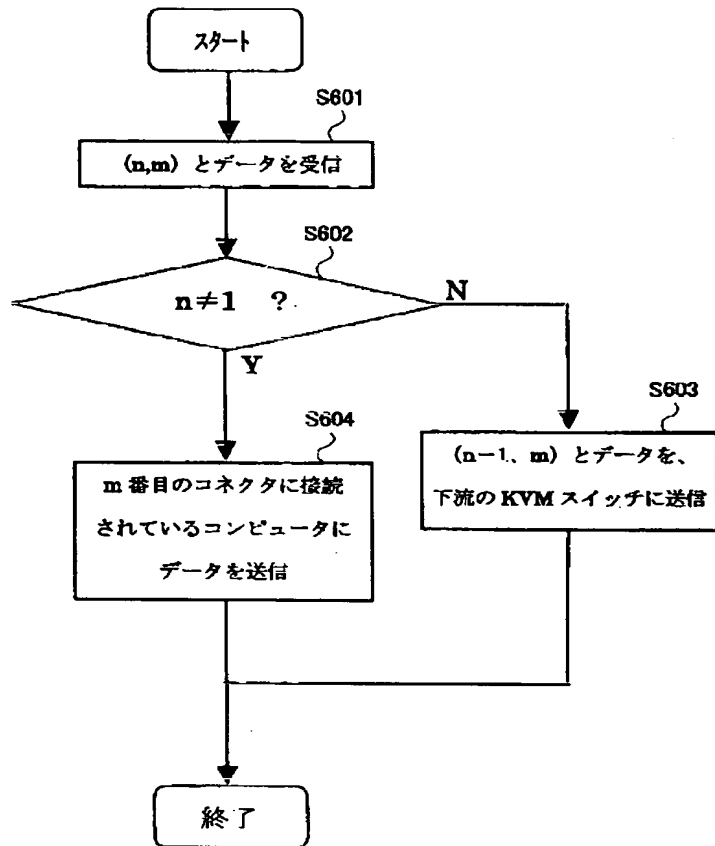 スタート
S601
(n,m) とデータを受信
S602
n≠1 ?
N
Y
S603
(n−1、m) とデータを、
下流の KVM スイッチに送信
S604
m 番目のコネクタに接続
されているコンピュータに
データを送信
終了